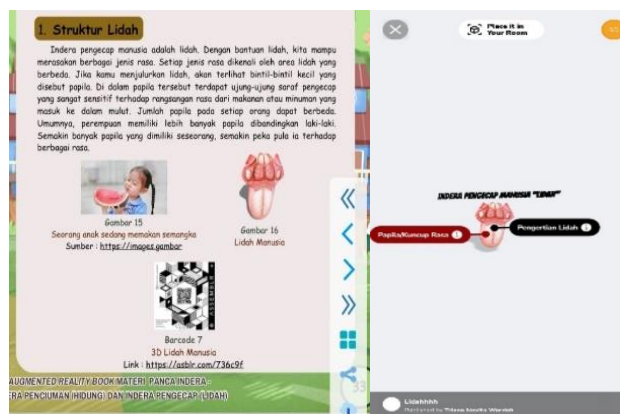 1. Struktur Lidah
Indera pengecap manusia adalah lidah. Dengan bantuan lidah, kita mampu
merasakan berbagai jenis rasa. Setiap jenis rasa dikenali oleh area lidah yang
berbeda. Jika kamu menjulurkan lidah, akan terlihat bintil-bintil kecil yang
disebut papila. Di dalam papila tersebut terdapat ujung-ujung saraf pengecap
yang sangat sensitif terhadap rangsangan rasa dari makanan atau minuman yang
masuk ke dalam mulut. Jumlah papila pada setiap orang dapat berbeda.
Umumnya, perempuan memiliki lebih banyak papila dibandingkan laki-laki.
Semakin banyak papila yang dimiliki seseorang, semakin peka pula ia terhadap
berbagai rasa.
Gambar 15
Seorang anak sedang memakan semangka
Sumber : https://images.gambar
Gambar 16
Lidah Manusia
ASSEMBLR
Barcode 7
3D Lidah Manusia
Link : https://asblr.com/736c9f
33
AUGMENTED REALITY BOOK MATERI PANCA INDERA -
ERA PENCIUMAN (HIDUNG) DAN INDERA PENGECAP (LIDAH)
Place it in
Your Room
INDERA PENGECAP MANUSIA "LIDAH"
Papila/Kuncup Rasa
Pengertian Lidah
Lidahhhh